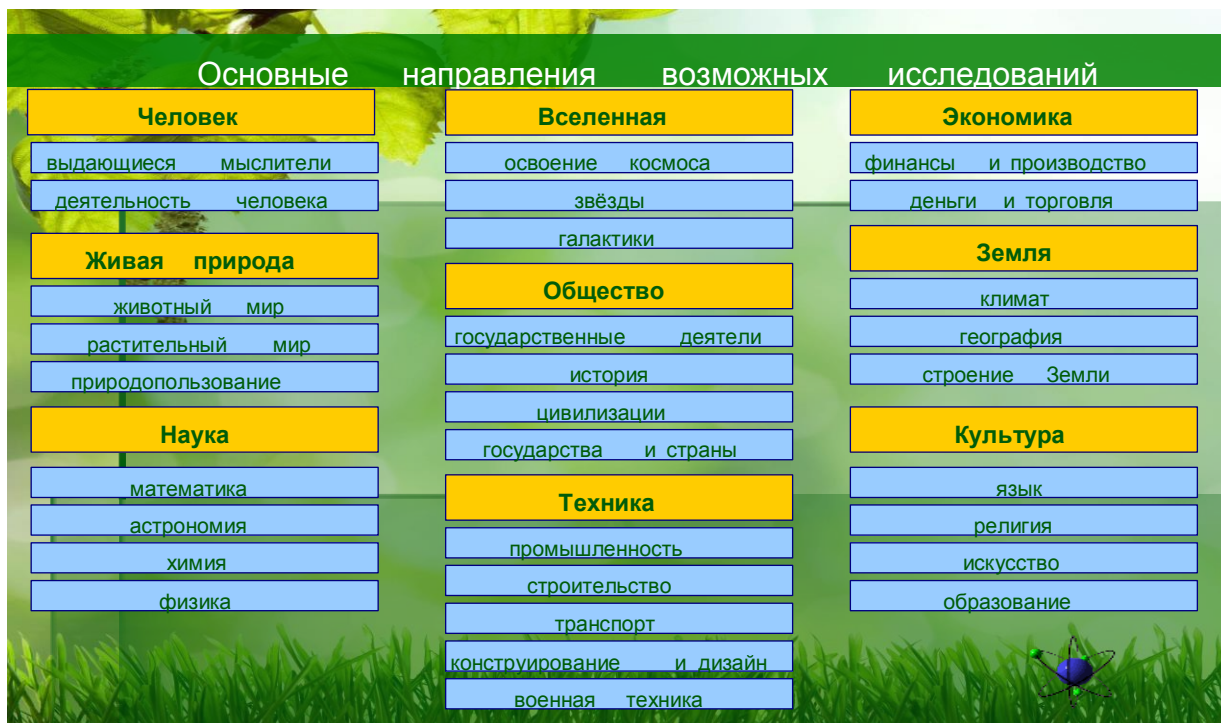 Основные направления возможных исследований
Человек
выдающиеся мыслители
деятельность человека
Живая природа
животный мир
растительный мир
природопользование
Наука
математика
астрономия
химия
физика
Вселенная
освоение космоса
звёзды
галактики
Общество
государственные деятели
история
цивилизации
государства и страны
Техника
промышленность
строительство
транспорт
конструирование и дизайн
военная техника
Экономика
финансы и производство
деньги и торговля
Земля
климат
география
строение Земли
Культура
язык
религия
искусство
образование